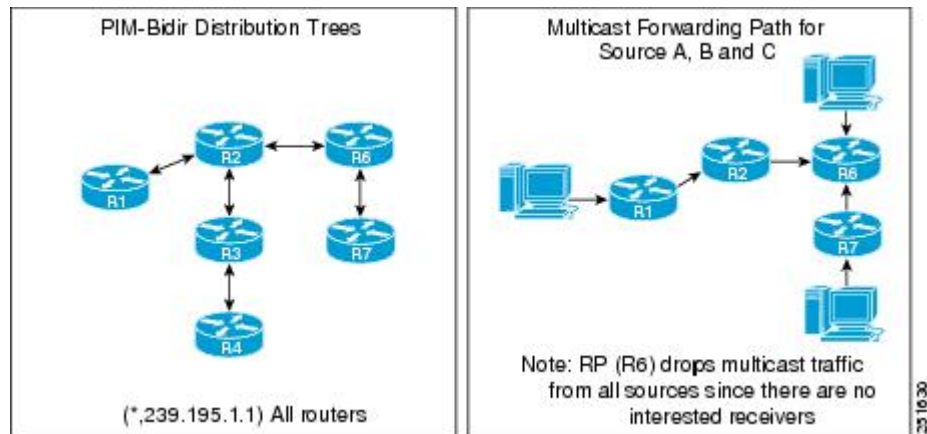 PIM-Bidir Distribution Trees
R2
R6
R1
R3
R7
R4
(*,239.195.1.1) All routers
Multicast Forwarding Path for
Source A, B and C
R2
R6
R1
R7
Note: RP (R6) drops multicast traffic
from all sources since there are no
interested receivers
251630